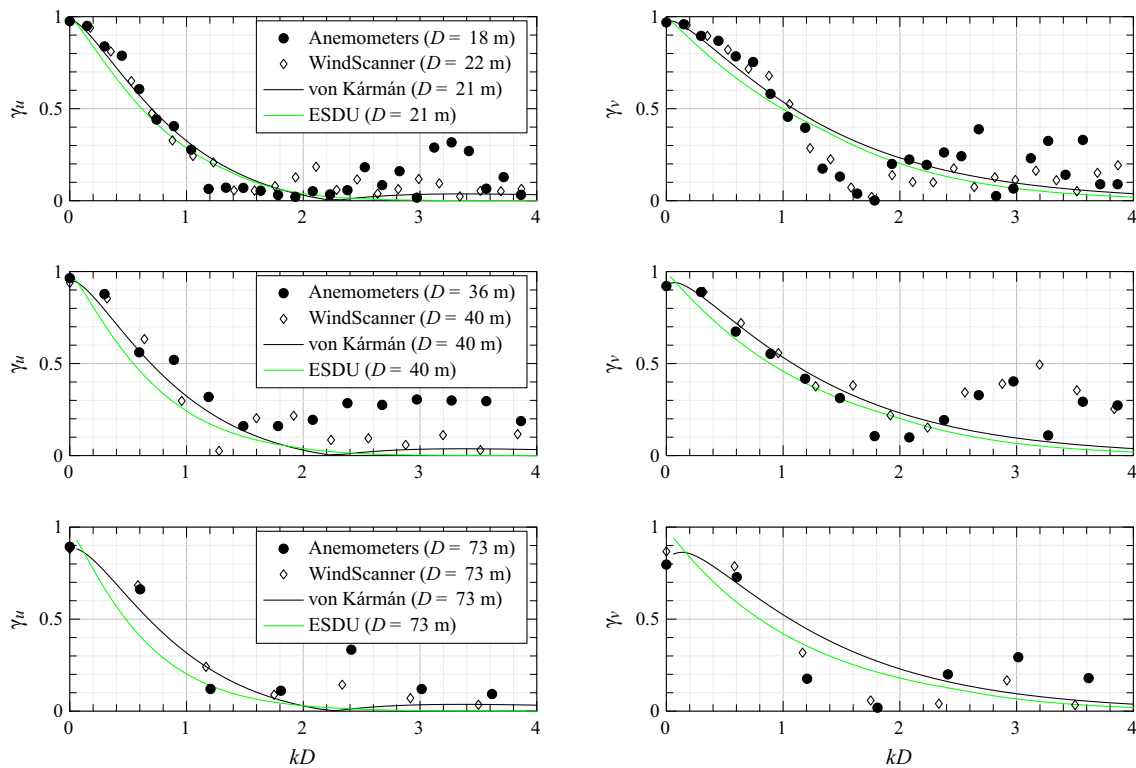 1
0.5
0
γu
0 1 2 3 4
Anemometers (D = 18 m)
WindScanner (D = 22 m)
von Kármán (D = 21 m)
ESDU (D = 21 m)
1
0.5
0
γv
0 1 2 3 4
1
0.5
0
γu
0 1 2 3 4
Anemometers (D = 36 m)
WindScanner (D = 40 m)
von Kármán (D = 40 m)
ESDU (D = 40 m)
1
0.5
0
γv
0 1 2 3 4
1
0.5
0
γu
0 1 2 3 4
kD
Anemometers (D = 73 m)
WindScanner (D = 73 m)
von Kármán (D = 73 m)
ESDU (D = 73 m)
1
0.5
0
γv
0 1 2 3 4
kD